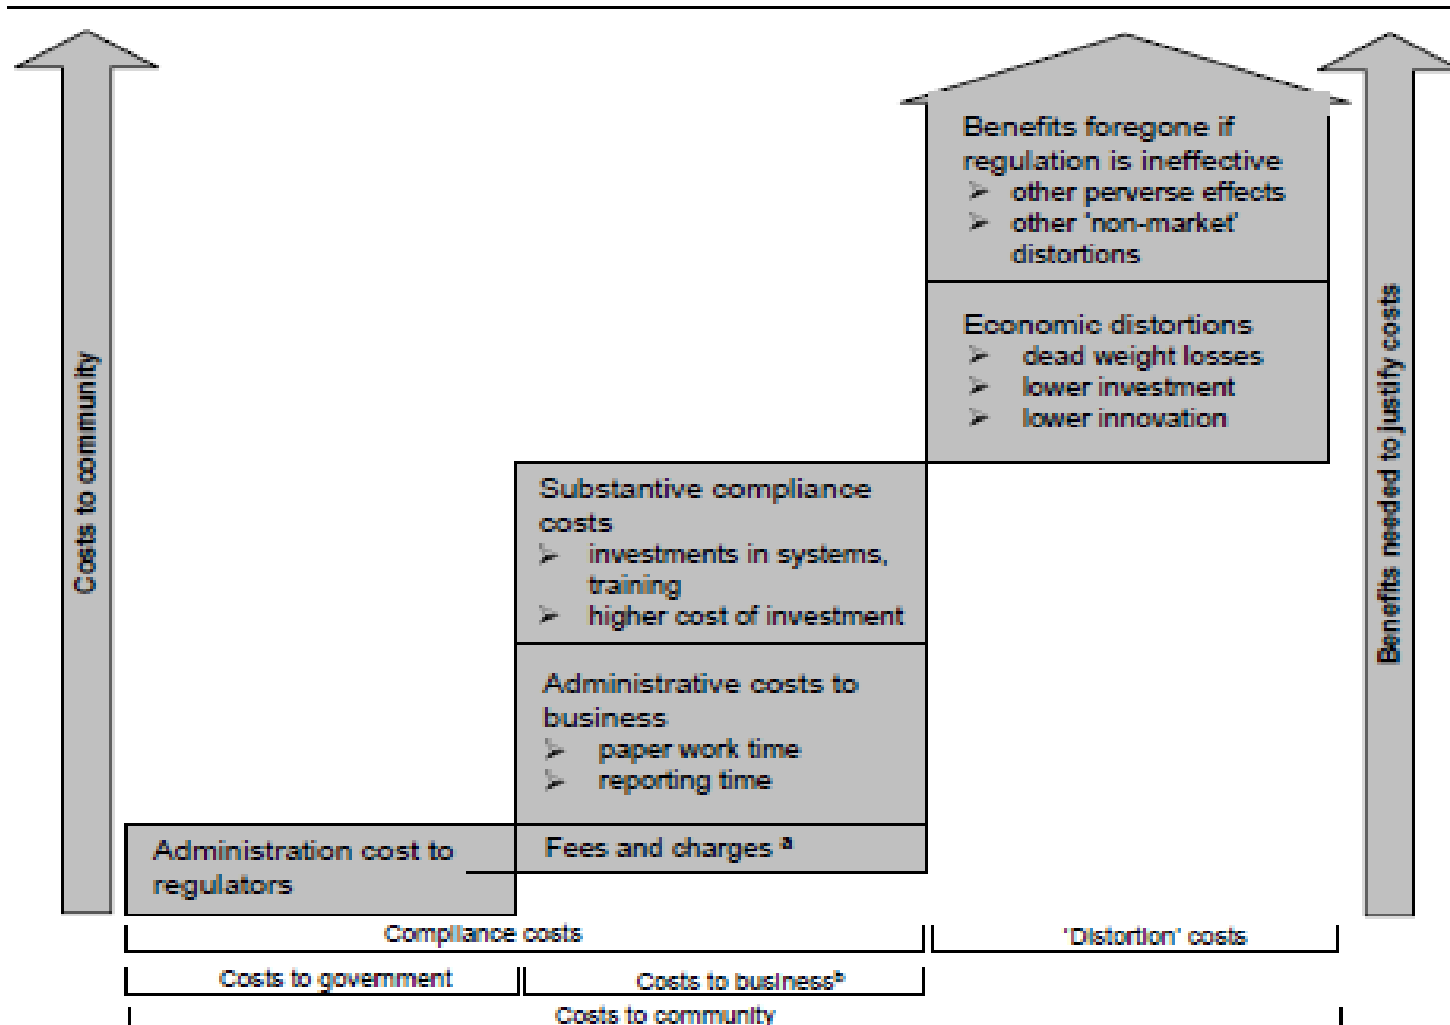 Costs to community
Benefits foregone if
regulation is ineffective
➢ other perverse effects
➢ other 'non-market'
distortions
Economic distortions
➢ dead weight losses
➢ lower investment
➢ lower innovation
Benefits needed to justify costs
Substantive compliance
costs
➢ investments in systems,
training
➢ higher cost of investment
Administrative costs to
business
➢ paper work time
➢ reporting time
Administration cost to
regulators
Fees and charges a
Compliance costs
'Distortion' costs
Costs to government
Costs to business b
Costs to community